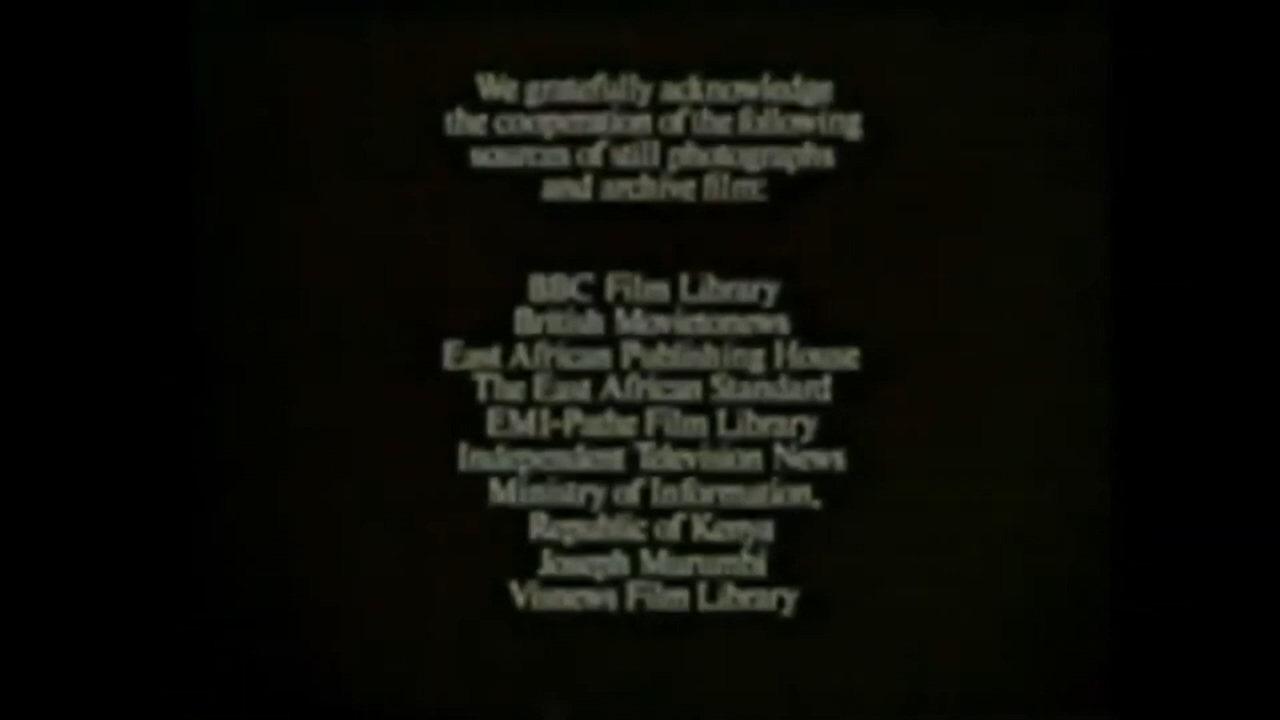 We gratefully acknowledge
the cooperation of the following
sources of still photographs
and archive film:
BBC Film Library
British Movietonews
East African Publishing House
The East African Standard
EMI-Pathe Film Library
Independent Television News
Ministry of Information,
Republic of Kenya
Joseph Murumbi
Visnews Film Library